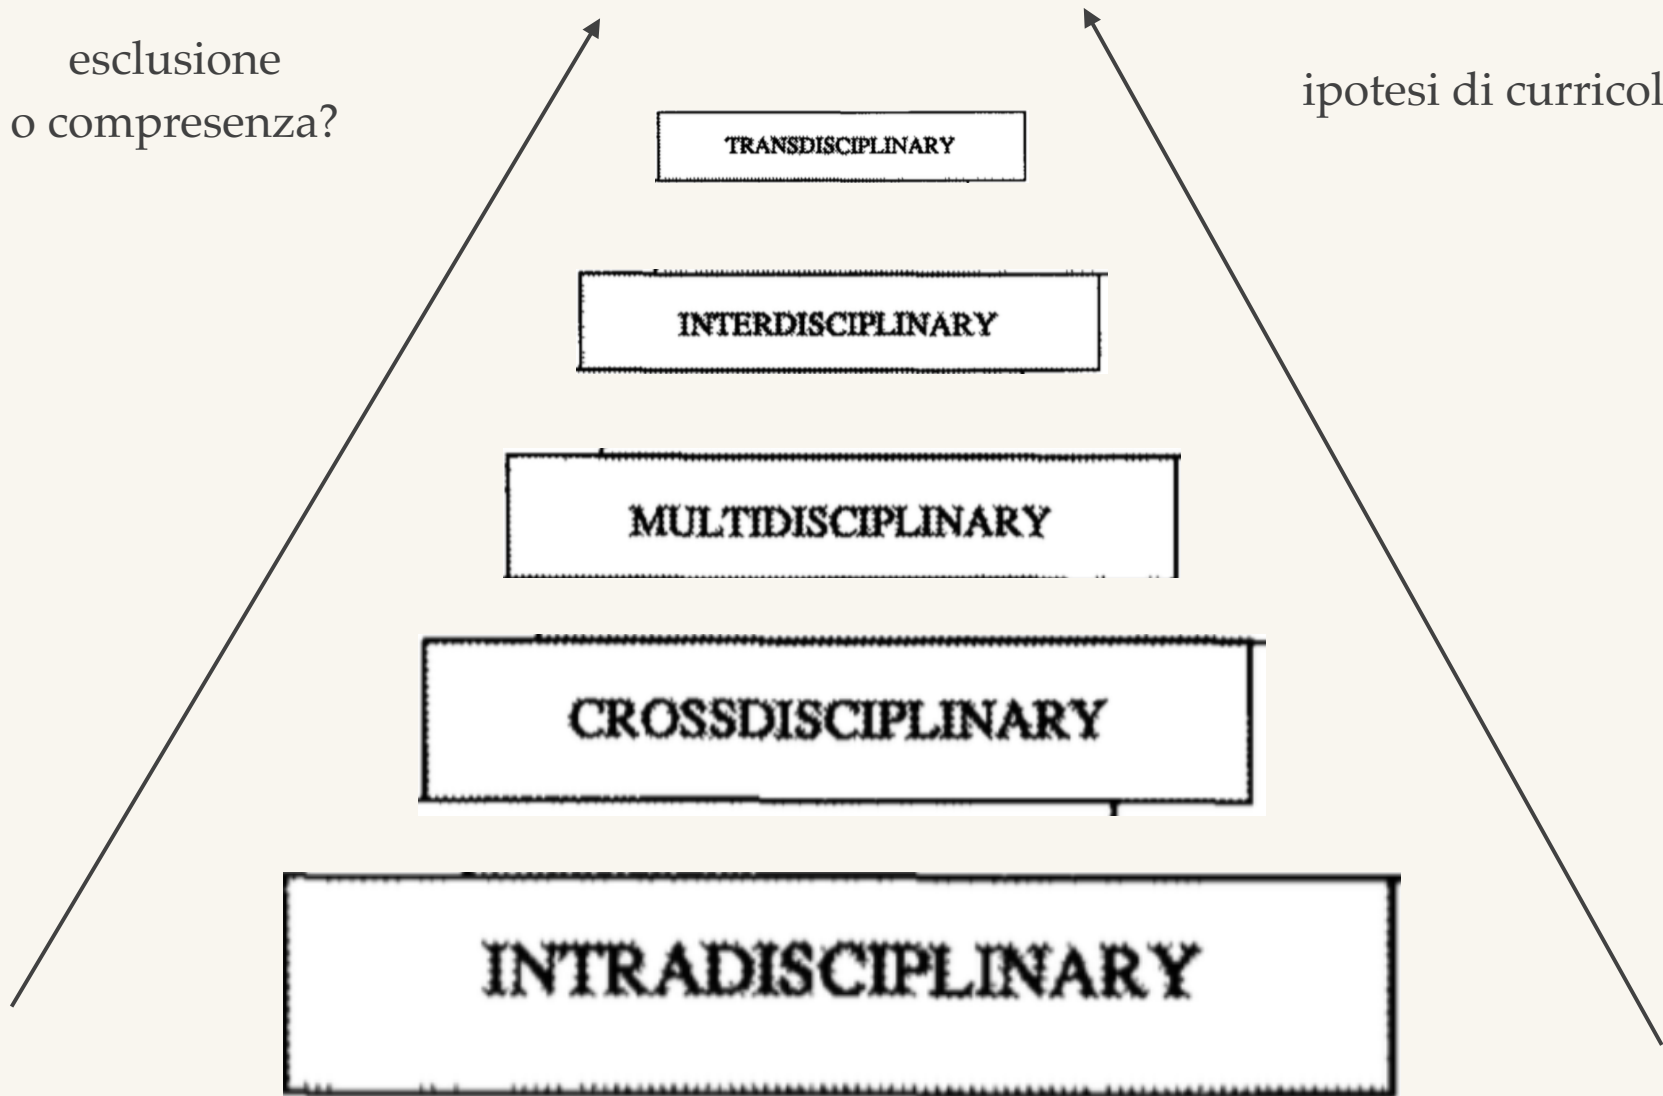 esclusione
o compresenza?
ipotesi di curricol
TRANSDISCIPLINARY
INTERDISCIPLINARY
MULTIDISCIPLINARY
CROSSDISCIPLINARY
INTRADISCIPLINARY